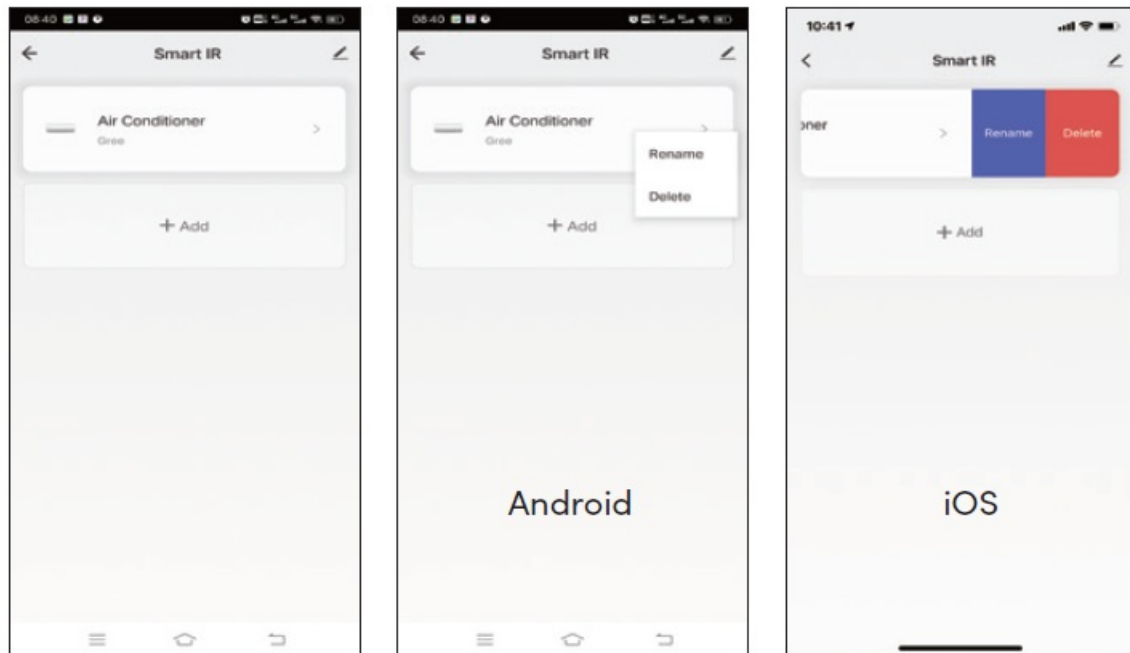 08:40
Smart IR
Air Conditioner
Gree
+ Add
08:40
Smart IR
Air Conditioner
Gree
Rename
Delete
+ Add
Android
10:41
Smart IR
oner
Rename
Delete
+ Add
iOS